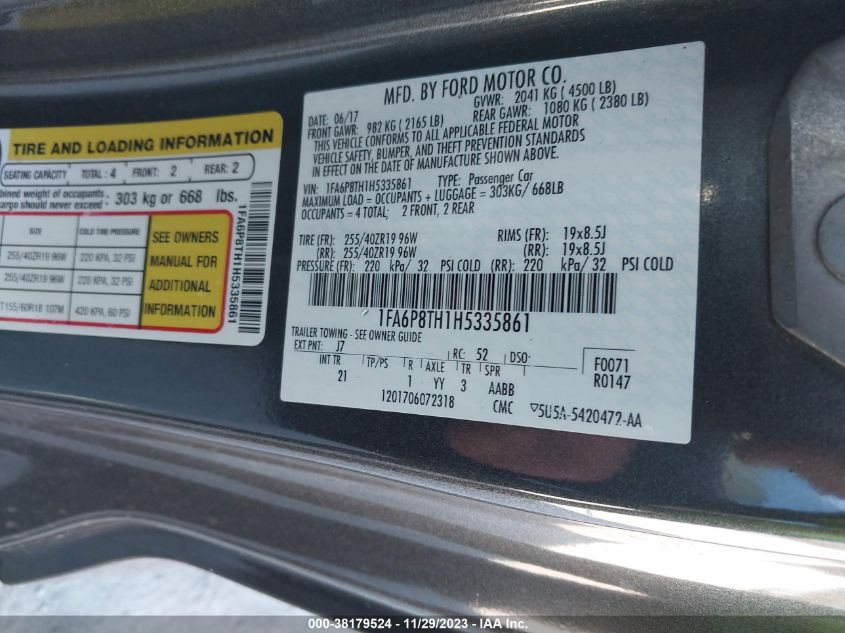 TIRE AND LOADING INFORMATION
SEATING CAPACITY TOTAL: 4 FRONT: 2 REAR: 2
bined weight of occupants
argo should never exceed 303 kg or 668 lbs.
SIZE COLD TIRE PRESSURE
255/40ZR19 96W 220 KPA, 32 PSI
255/40ZR19 96W 220 KPA, 32 PSI
T155/60R18 107M 420 KPA, 60 PSI
SEE OWNERS
MANUAL FOR
ADDITIONAL
INFORMATION
1FA6P8TH1H5335861
MFD. BY FORD MOTOR CO.
DATE: 06/17 GVWR: 2041 KG ( 4500 LB)
FRONT GAWR: 982 KG ( 2165 LB) REAR GAWR: 1080 KG ( 2380 LB)
THIS VEHICLE CONFORMS TO ALL APPLICABLE FEDERAL MOTOR
VEHICLE SAFETY, BUMPER, AND THEFT PREVENTION STANDARDS
IN EFFECT ON THE DATE OF MANUFACTURE SHOWN ABOVE.
VIN: 1FA6P8TH1H5335861 TYPE: Passenger Car
MAXIMUM LOAD = OCCUPANTS + LUGGAGE = 303KG/ 668LB
OCCUPANTS = 4 TOTAL; 2 FRONT, 2 REAR
TIRE (FR): 255/40ZR19 96W RIMS (FR): 19x8.5J
(RR): 255/40ZR19 96W (RR): 19x8.5J
PRESSURE (FR): 220 kPa/ 32 PSI COLD (RR): 220 kPa/ 32 PSI COLD
1FA6P8TH1H5335861
TRAILER TOWING - SEE OWNER GUIDE
EXT PNT: J7 RC: 52 DSO:
INT TR TP/PS R AXLE TR SPR
21 1 YY 3 AABB
F0071
R0147
1201706072318 CMC ▽5U5A-5420472-AA
000-38179524 - 11/29/2023 - IAAI.COM